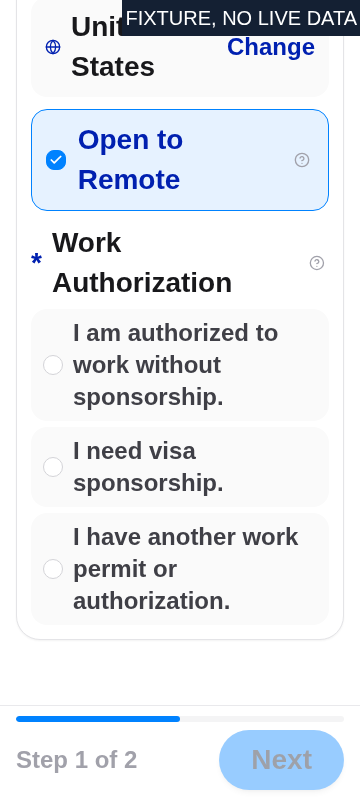 FIXTURE, NO LIVE DATA
States
Change
Open to
Remote
* Work
Authorization
I am authorized to
work without
sponsorship.
I need visa
sponsorship.
I have another work
permit or
authorization.
Step 1 of 2
Next